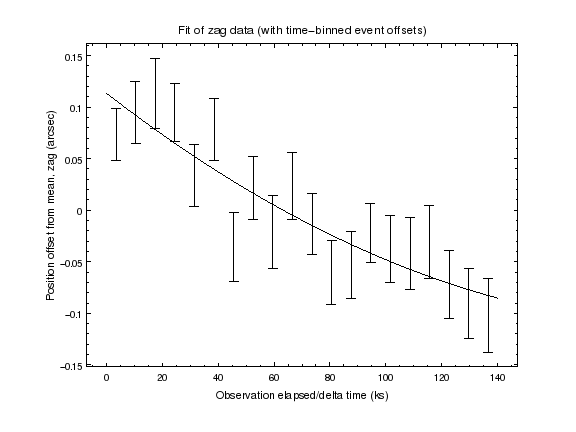 Fit of zag data (with time-binned event offsets)
Position offset from mean, zag (arcsec)
0.15
0.1
0.05
0
-0.05
-0.1
-0.15
0 20 40 60 80 100 120 140
Observation elapsed/delta time (ks)